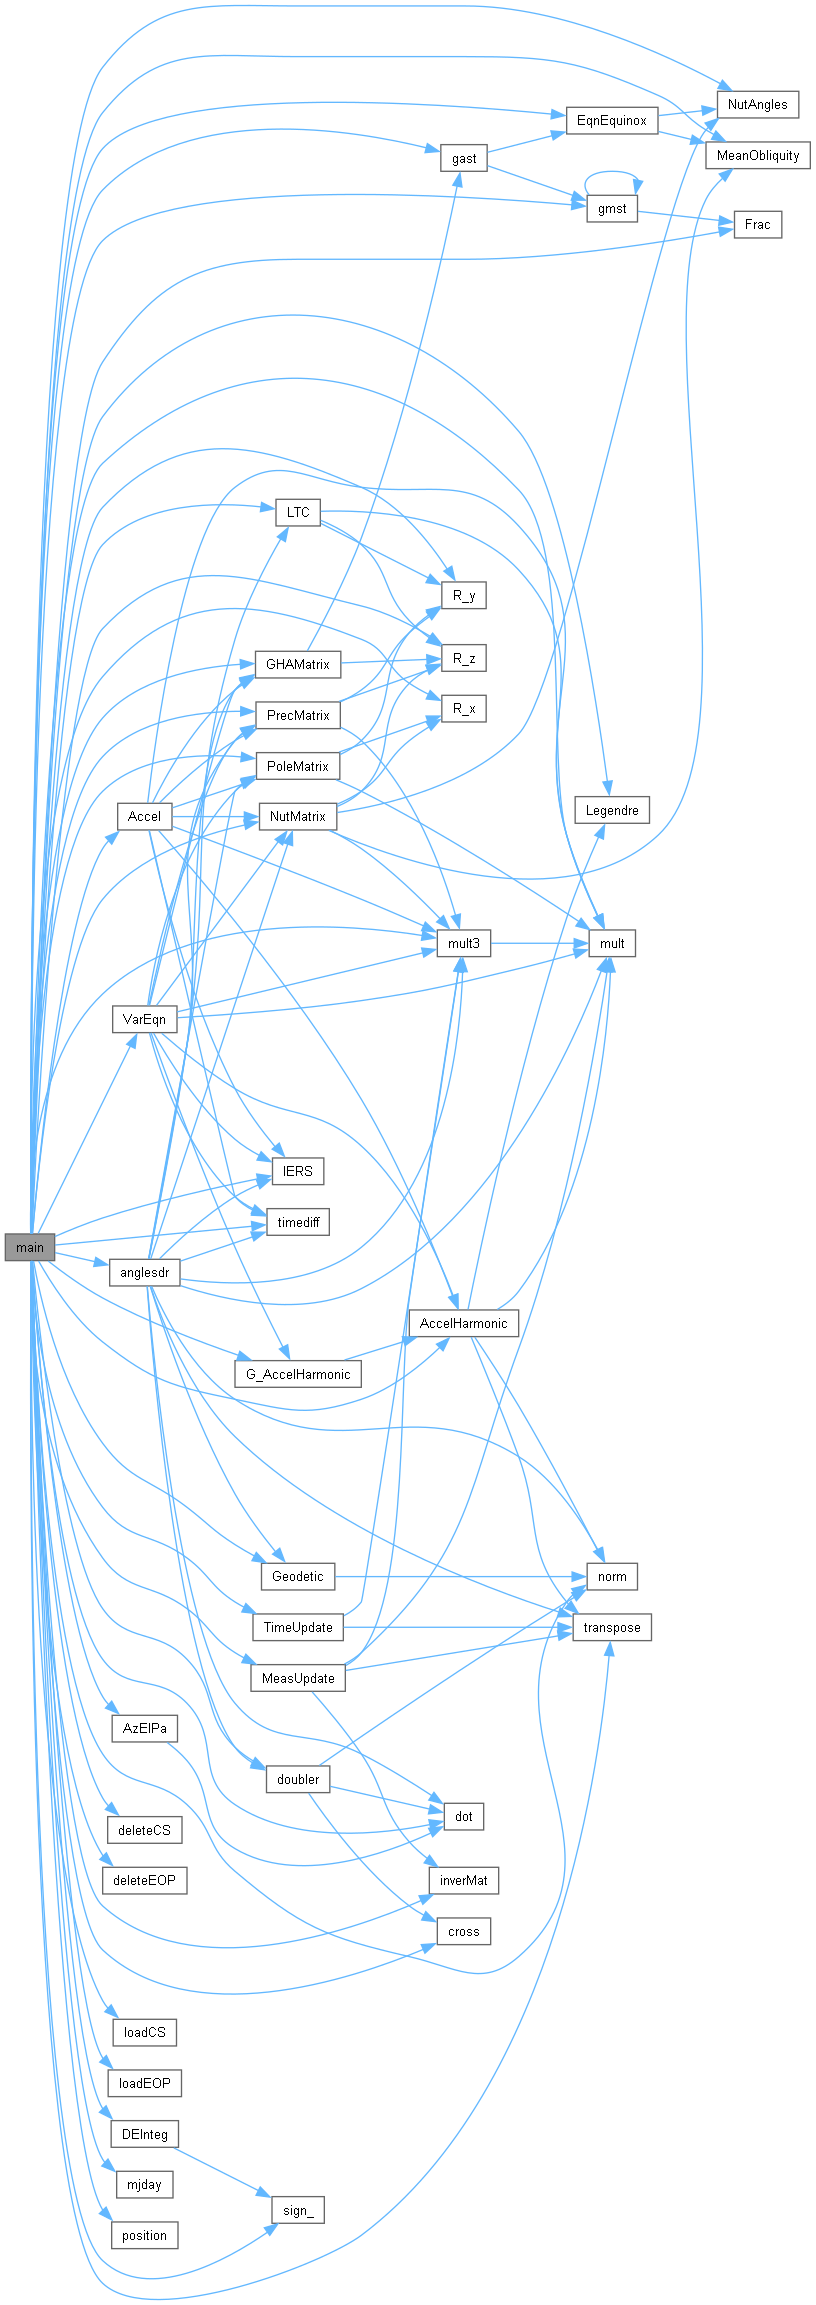 NutAngles
EqnEquinox
MeanObliquity
gast
gmst
Frac
LTC
R_y
GHAMatrix
R_z
PrecMatrix
R_x
PoleMatrix
Accel
NutMatrix
Legendre
mult3
mult
VarEqn
IERS
timediff
main
anglesdr
AccelHarmonic
G_AccelHarmonic
Geodetic
norm
TimeUpdate
transpose
MeasUpdate
AzElPa
doubler
deleteCS
dot
deleteEOP
inverMat
cross
loadCS
loadEOP
DEInteg
mjday
sign_
position